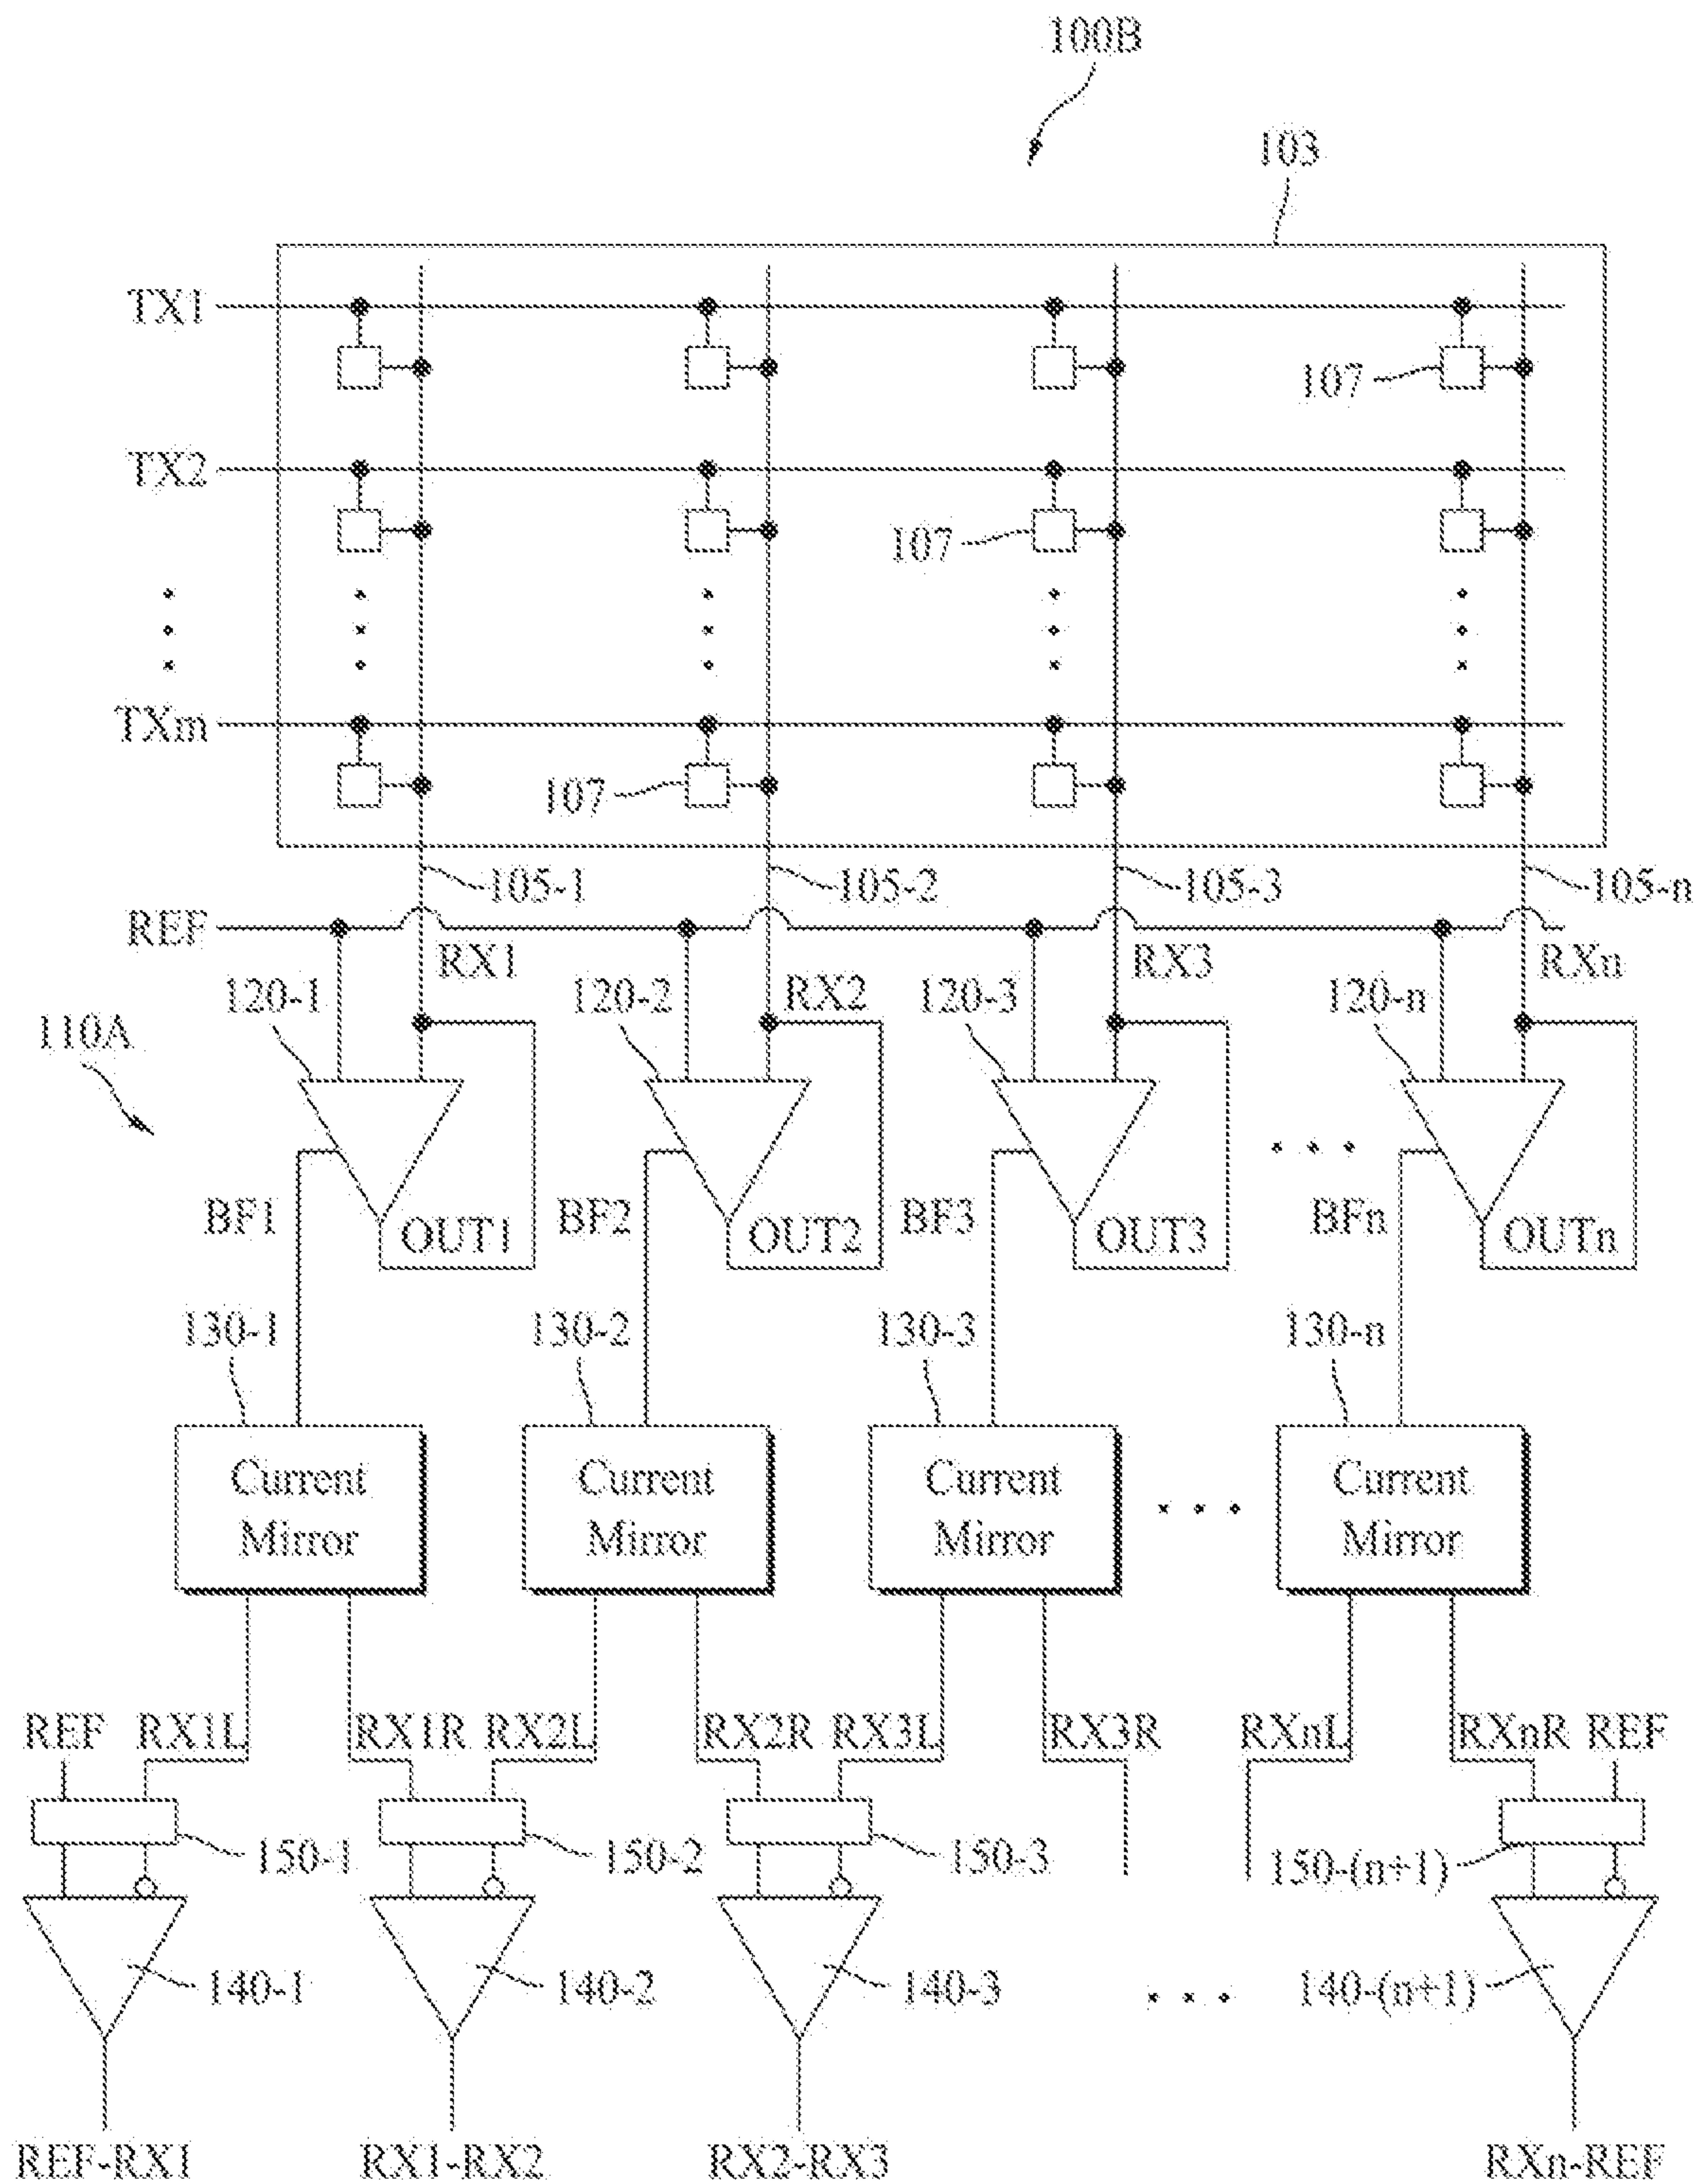 100B
103
TX1
107
TX2
107
TXm
107
105-1 105-2 105-3 105-n
REF
RX1 RX2 RX3 RXn
120-1 120-2 120-3 120-n
110A
BF1 OUT1 BF2 OUT2 BF3 OUT3 BFn OUTn
130-1 130-2 130-3 130-n
Current Mirror
Current Mirror
Current Mirror
Current Mirror
REF RX1L RX1R RX2L RX2R RX3L RX3R RXnL RXnR REF
150-1 150-2 150-3 150-(n+1)
140-1 140-2 140-3 140-(n+1)
REF-RX1 RX1-RX2 RX2-RX3 RXn-REF